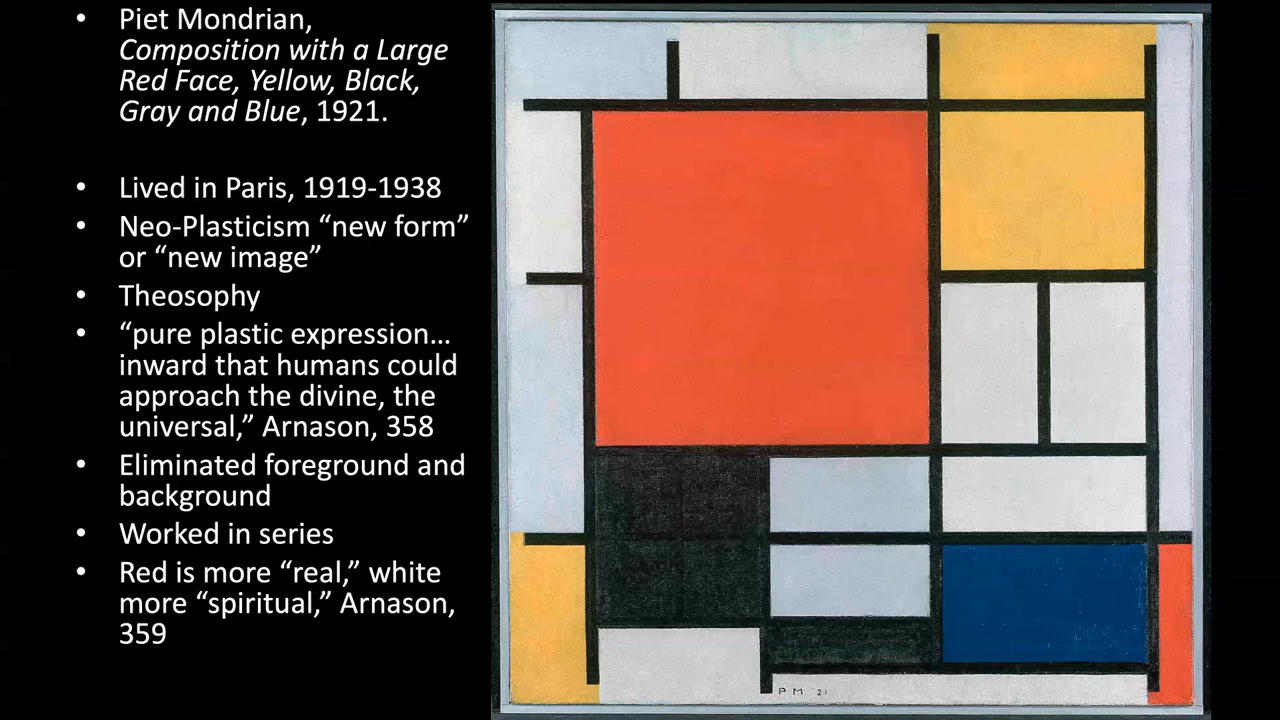 • Piet Mondrian,
Composition with a Large
Red Face, Yellow, Black,
Gray and Blue, 1921.
• Lived in Paris, 1919-1938
• Neo-Plasticism “new form”
or “new image”
• Theosophy
• “pure plastic expression…
inward that humans could
approach the divine, the
universal,” Arnason, 358
• Eliminated foreground and
background
• Worked in series
• Red is more “real,” white
more “spiritual,” Arnason,
359
P M '21